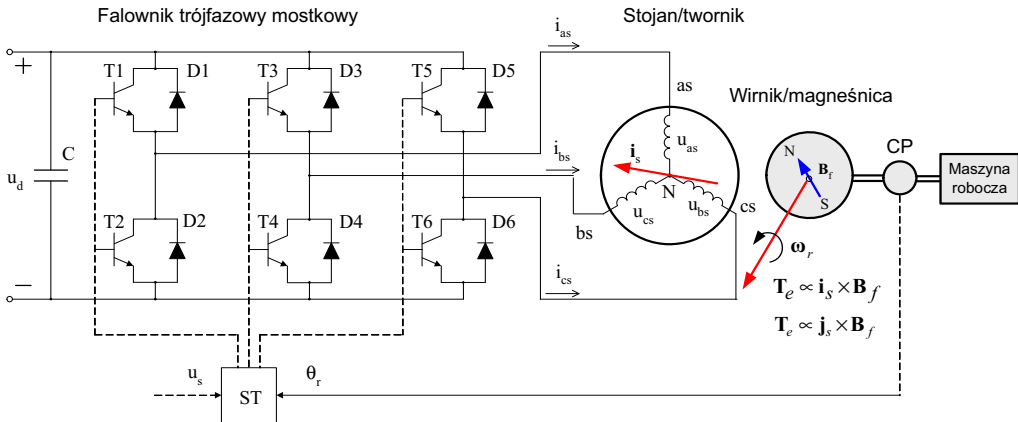 Falownik trójfazowy mostkowy
Stojan/twornik
i_as
+
T1
D1
T3
D3
T5
D5
as
Wirnik/magneśnica
C
u_d
i_bs
i_s
u_as
N
B_f
S
CP
Maszyna
robocza
T2
D2
T4
D4
T6
D6
N
u_cs
u_bs
cs
bs
ω_r
−
i_cs
T_e ∝ i_s × B_f
T_e ∝ j_s × B_f
u_s
ST
θ_r